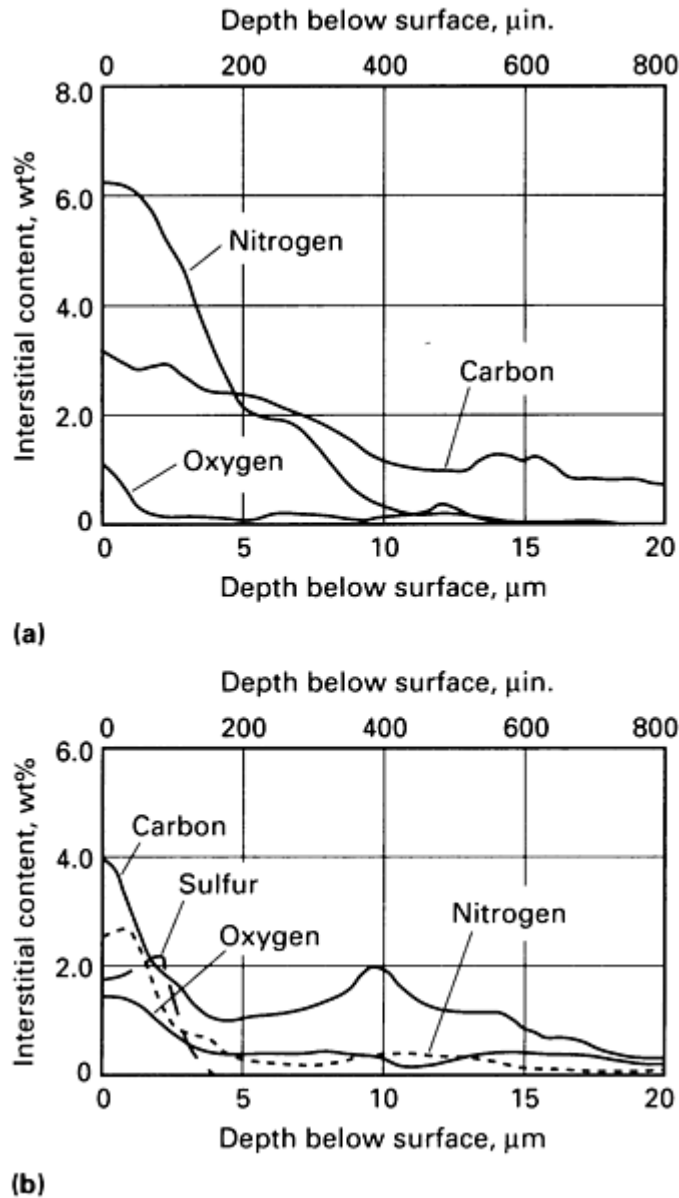 Depth below surface, μin.
0 200 400 600 800
8.0
6.0
4.0
2.0
0
Interstitial content, wt%
Nitrogen
Carbon
Oxygen
0 5 10 15 20
Depth below surface, μm
(a)
Depth below surface, μin.
0 200 400 600 800
6.0
4.0
2.0
0
Interstitial content, wt%
Carbon
Sulfur
Oxygen
Nitrogen
0 5 10 15 20
Depth below surface, μm
(b)